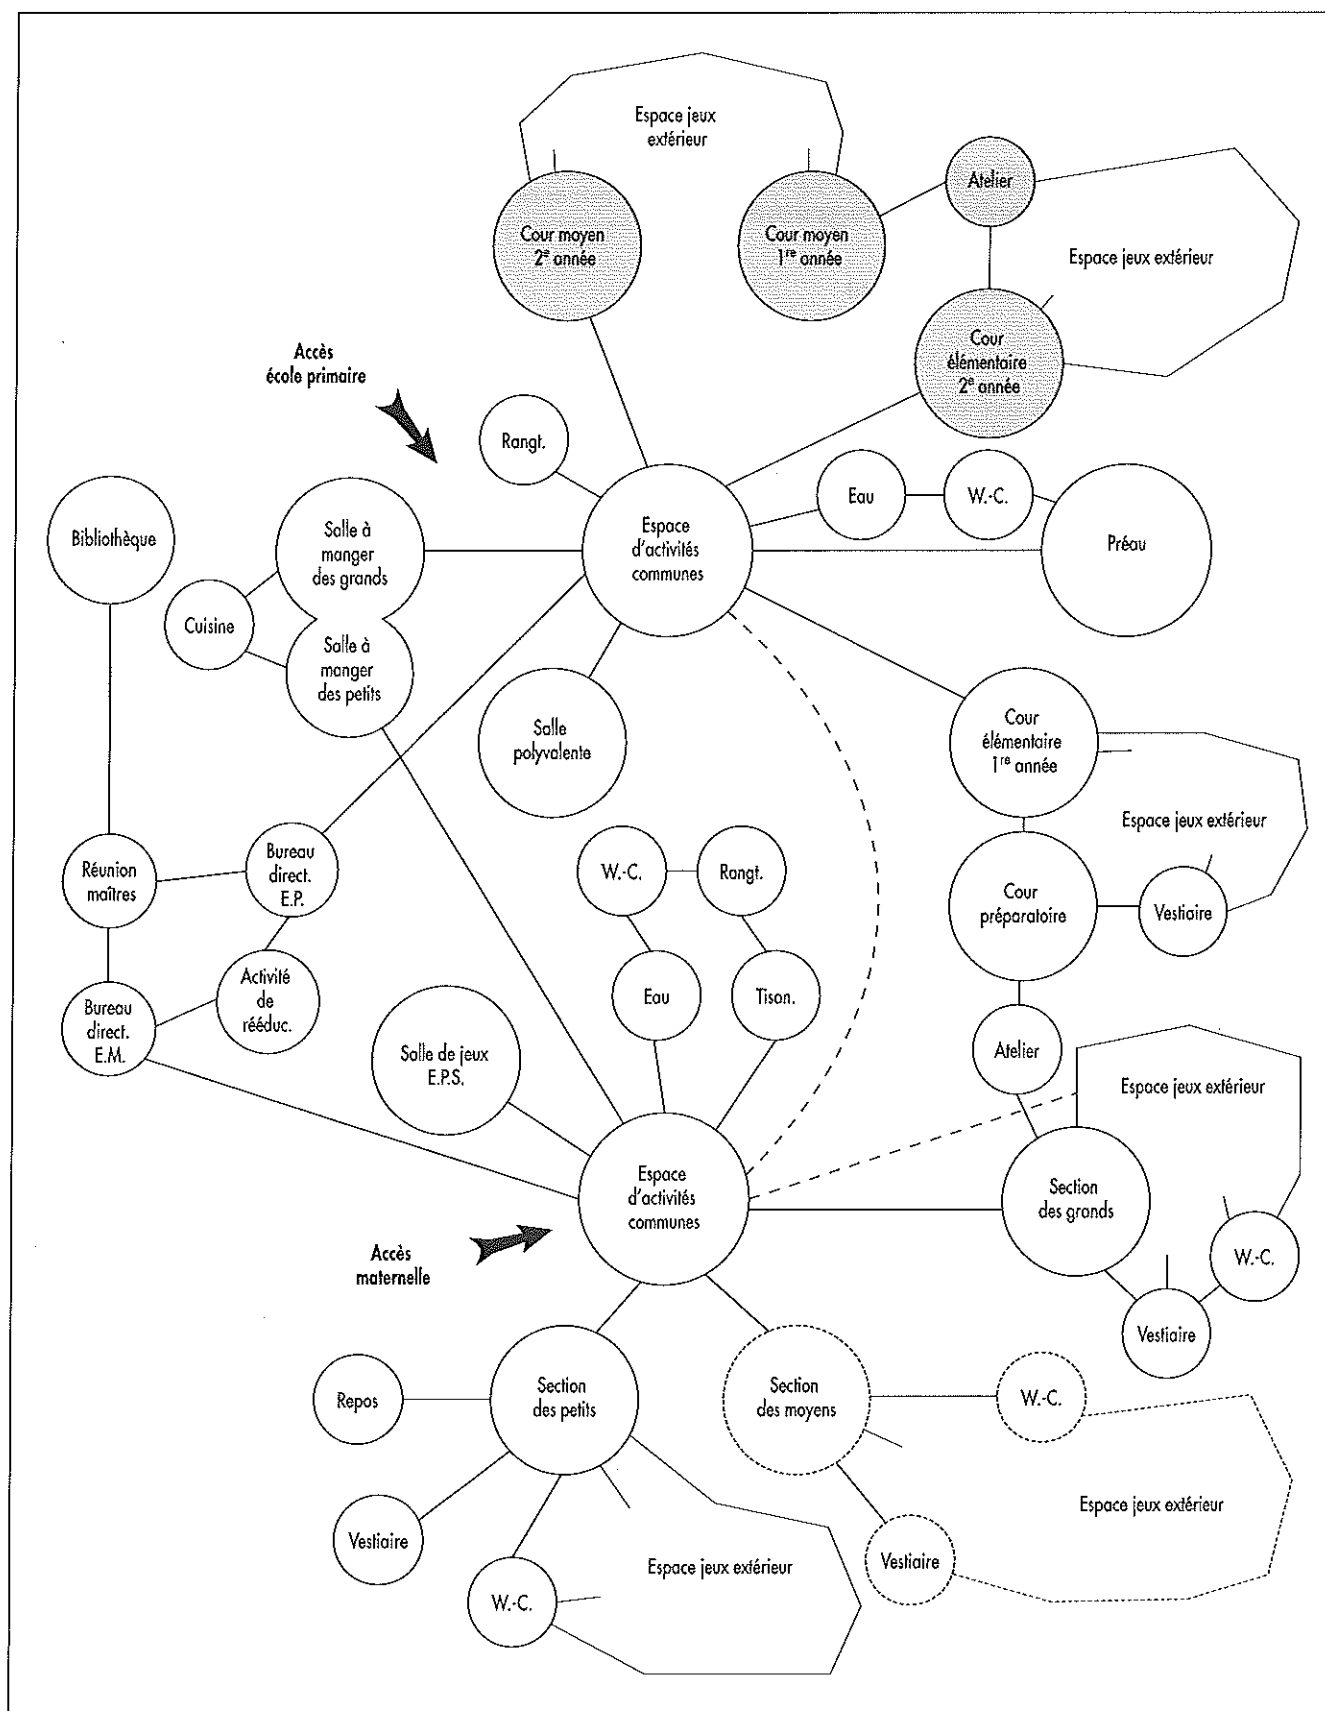 Espace jeux
extérieur
Atelier
Cour moyen
2e année
Cour moyen
1re année
Espace jeux extérieur
Cour
élémentaire
2e année
Accès
école primaire
Rangt.
Eau
W.-C.
Bibliothèque
Salle à
manger
des grands
Espace
d'activités
communes
Préau
Cuisine
Salle à
manger
des petits
Salle
polyvalente
Cour
élémentaire
1re année
Espace jeux extérieur
Réunion
maîtres
Bureau
direct.
E.P.
W.-C.
Rangt.
Cour
préparatoire
Vestiaire
Bureau
direct.
E.M.
Activité
de
rééduc.
Eau
Tison.
Salle de jeux
E.P.S.
Atelier
Espace jeux extérieur
Espace
d'activités
communes
Section
des grands
Accès
maternelle
W.-C.
Vestiaire
Repos
Section
des petits
Section
des moyens
W.-C.
Espace jeux extérieur
Vestiaire
Vestiaire
Espace jeux extérieur
W.-C.